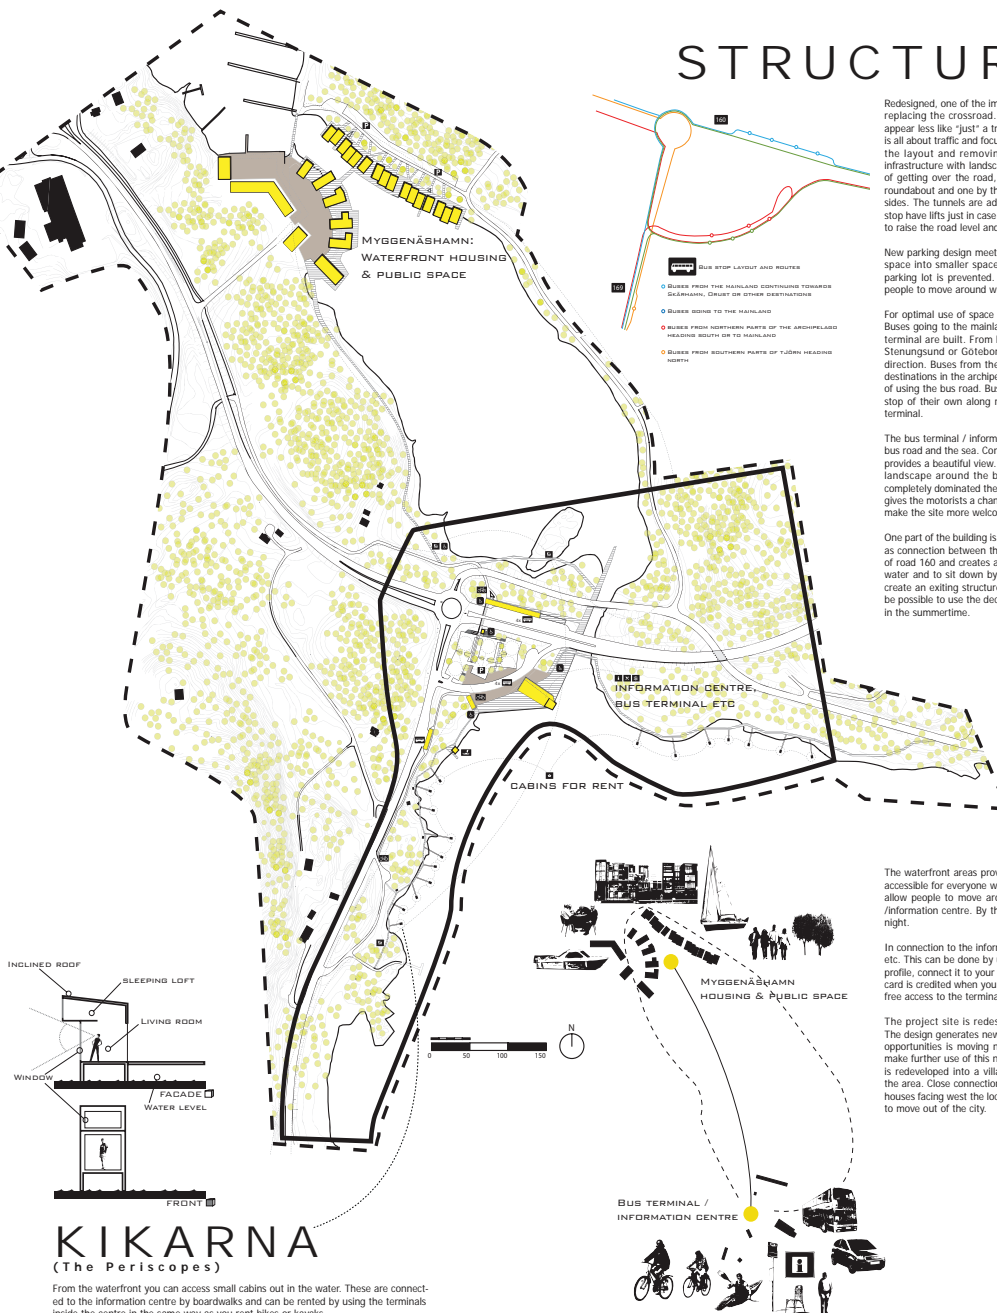 STRUCTUR
Redesigned, one of the im
replacing the crossroad.
appear less like "just" a tr
is all about traffic and focu
the layout and removin
infrastructure with landsc
of getting over the road,
roundabout and one by th
sides. The tunnels are ad
stop have lifts just in case
to raise the road level and
New parking design meet
space into smaller space
parking lot is prevented.
people to move around w
For optimal use of space
Buses going to the mainla
terminal are built. From
Stenungsund or Götebor
direction. Buses from the
destinations in the archipe
of using the bus road. Bus
stop of their own along r
terminal.
The bus terminal / inform
bus road and the sea. Cor
provides a beautiful view.
landscape around the b
completely dominated the
gives the motorists a chan
make the site more welco
One part of the building is
as connection between th
of road 160 and creates a
water and to sit down by
create an exiting structure
be possible to use the dec
in the summertime.
160
169
Bus stop layout and routes
Buses from the mainland continuing towards
Skärhamn, Orust or other destinations
Buses going to the mainland
buses from northern parts of the archipelago
heading south or to mainland
Buses from southern parts of Tjörn heading
north
P
P
Myggenäshamn:
Waterfront housing
& public space
4x
P
4x
Information centre,
bus terminal etc
cabins for rent
The waterfront areas prov
accessible for everyone w
allow people to move aro
/information centre. By th
night.
In connection to the inforn
etc. This can be done by u
profile, connect it to your
card is credited when you
free access to the termina
The project site is redes
The design generates new
opportunities is moving n
make further use of this n
is redeveloped into a villa
the area. Close connection
houses facing west the loc
to move out of the city.
Myggenäshamn
housing & public space
Bus terminal /
information centre
i
N
0 50 100 150
Inclined roof
sleeping loft
Living room
Window
facade
Water level
front
KIKARNA
(The Periscopes)
From the waterfront you can access small cabins out in the water. These are connect-
ed to the information centre by boardwalks and can be rented by using the terminals
inside the centre in the same way as you rent bikes or kayaks.